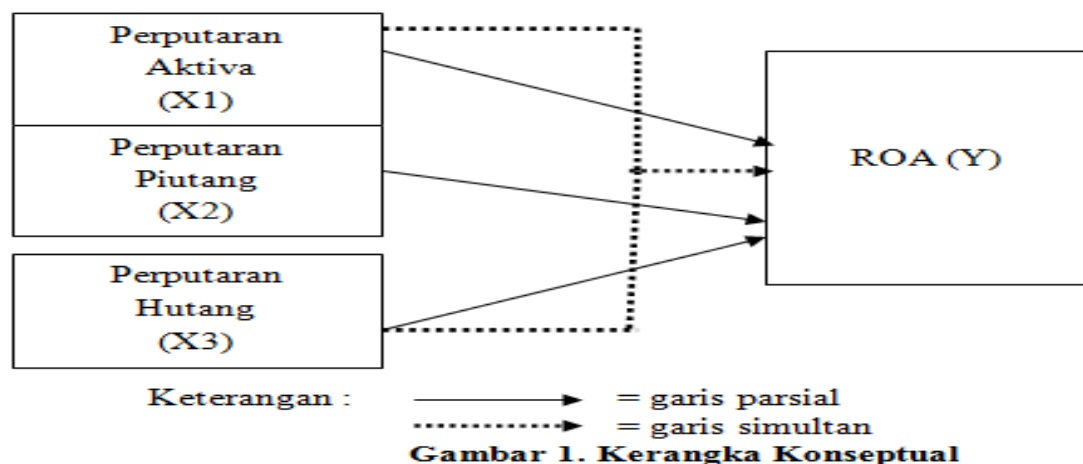 Perputaran
Aktiva
(X1)
Perputaran
Piutang
(X2)
Perputaran
Hutang
(X3)
ROA (Y)
Keterangan :
= garis parsial
= garis simultan
Gambar 1. Kerangka Konseptual